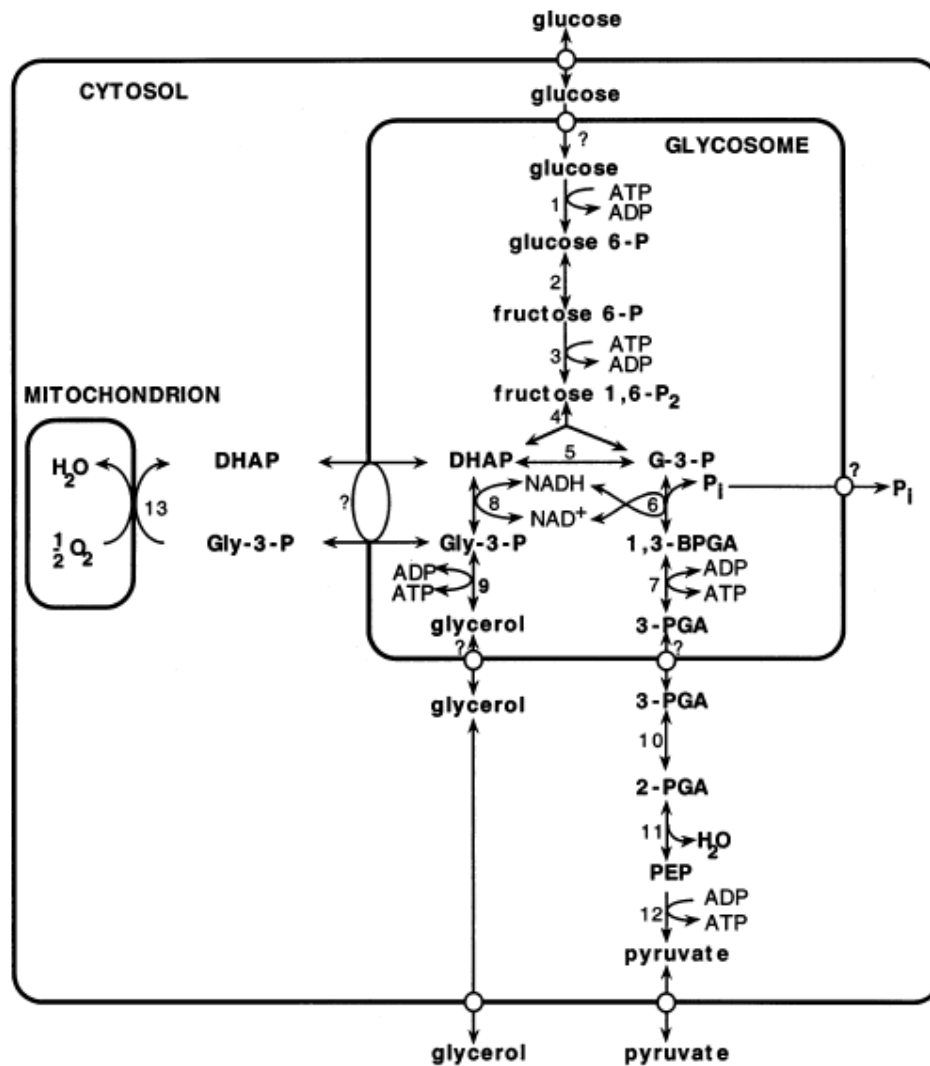 glucose
CYTOSOL
glucose
?
GLYCOSOME
glucose
1
ATP
ADP
glucose 6-P
2
fructose 6-P
3
ATP
ADP
fructose 1,6-P2
MITOCHONDRION
4
H2O
DHAP
DHAP
5
G-3-P
?
13
?
8
NADH
NAD+
6
Pi
Pi
1/2 O2
Gly-3-P
Gly-3-P
1,3-BPGA
ADP
ATP
9
7
ADP
ATP
glycerol
3-PGA
?
?
glycerol
3-PGA
10
2-PGA
11
H2O
PEP
12
ADP
ATP
pyruvate
glycerol
pyruvate